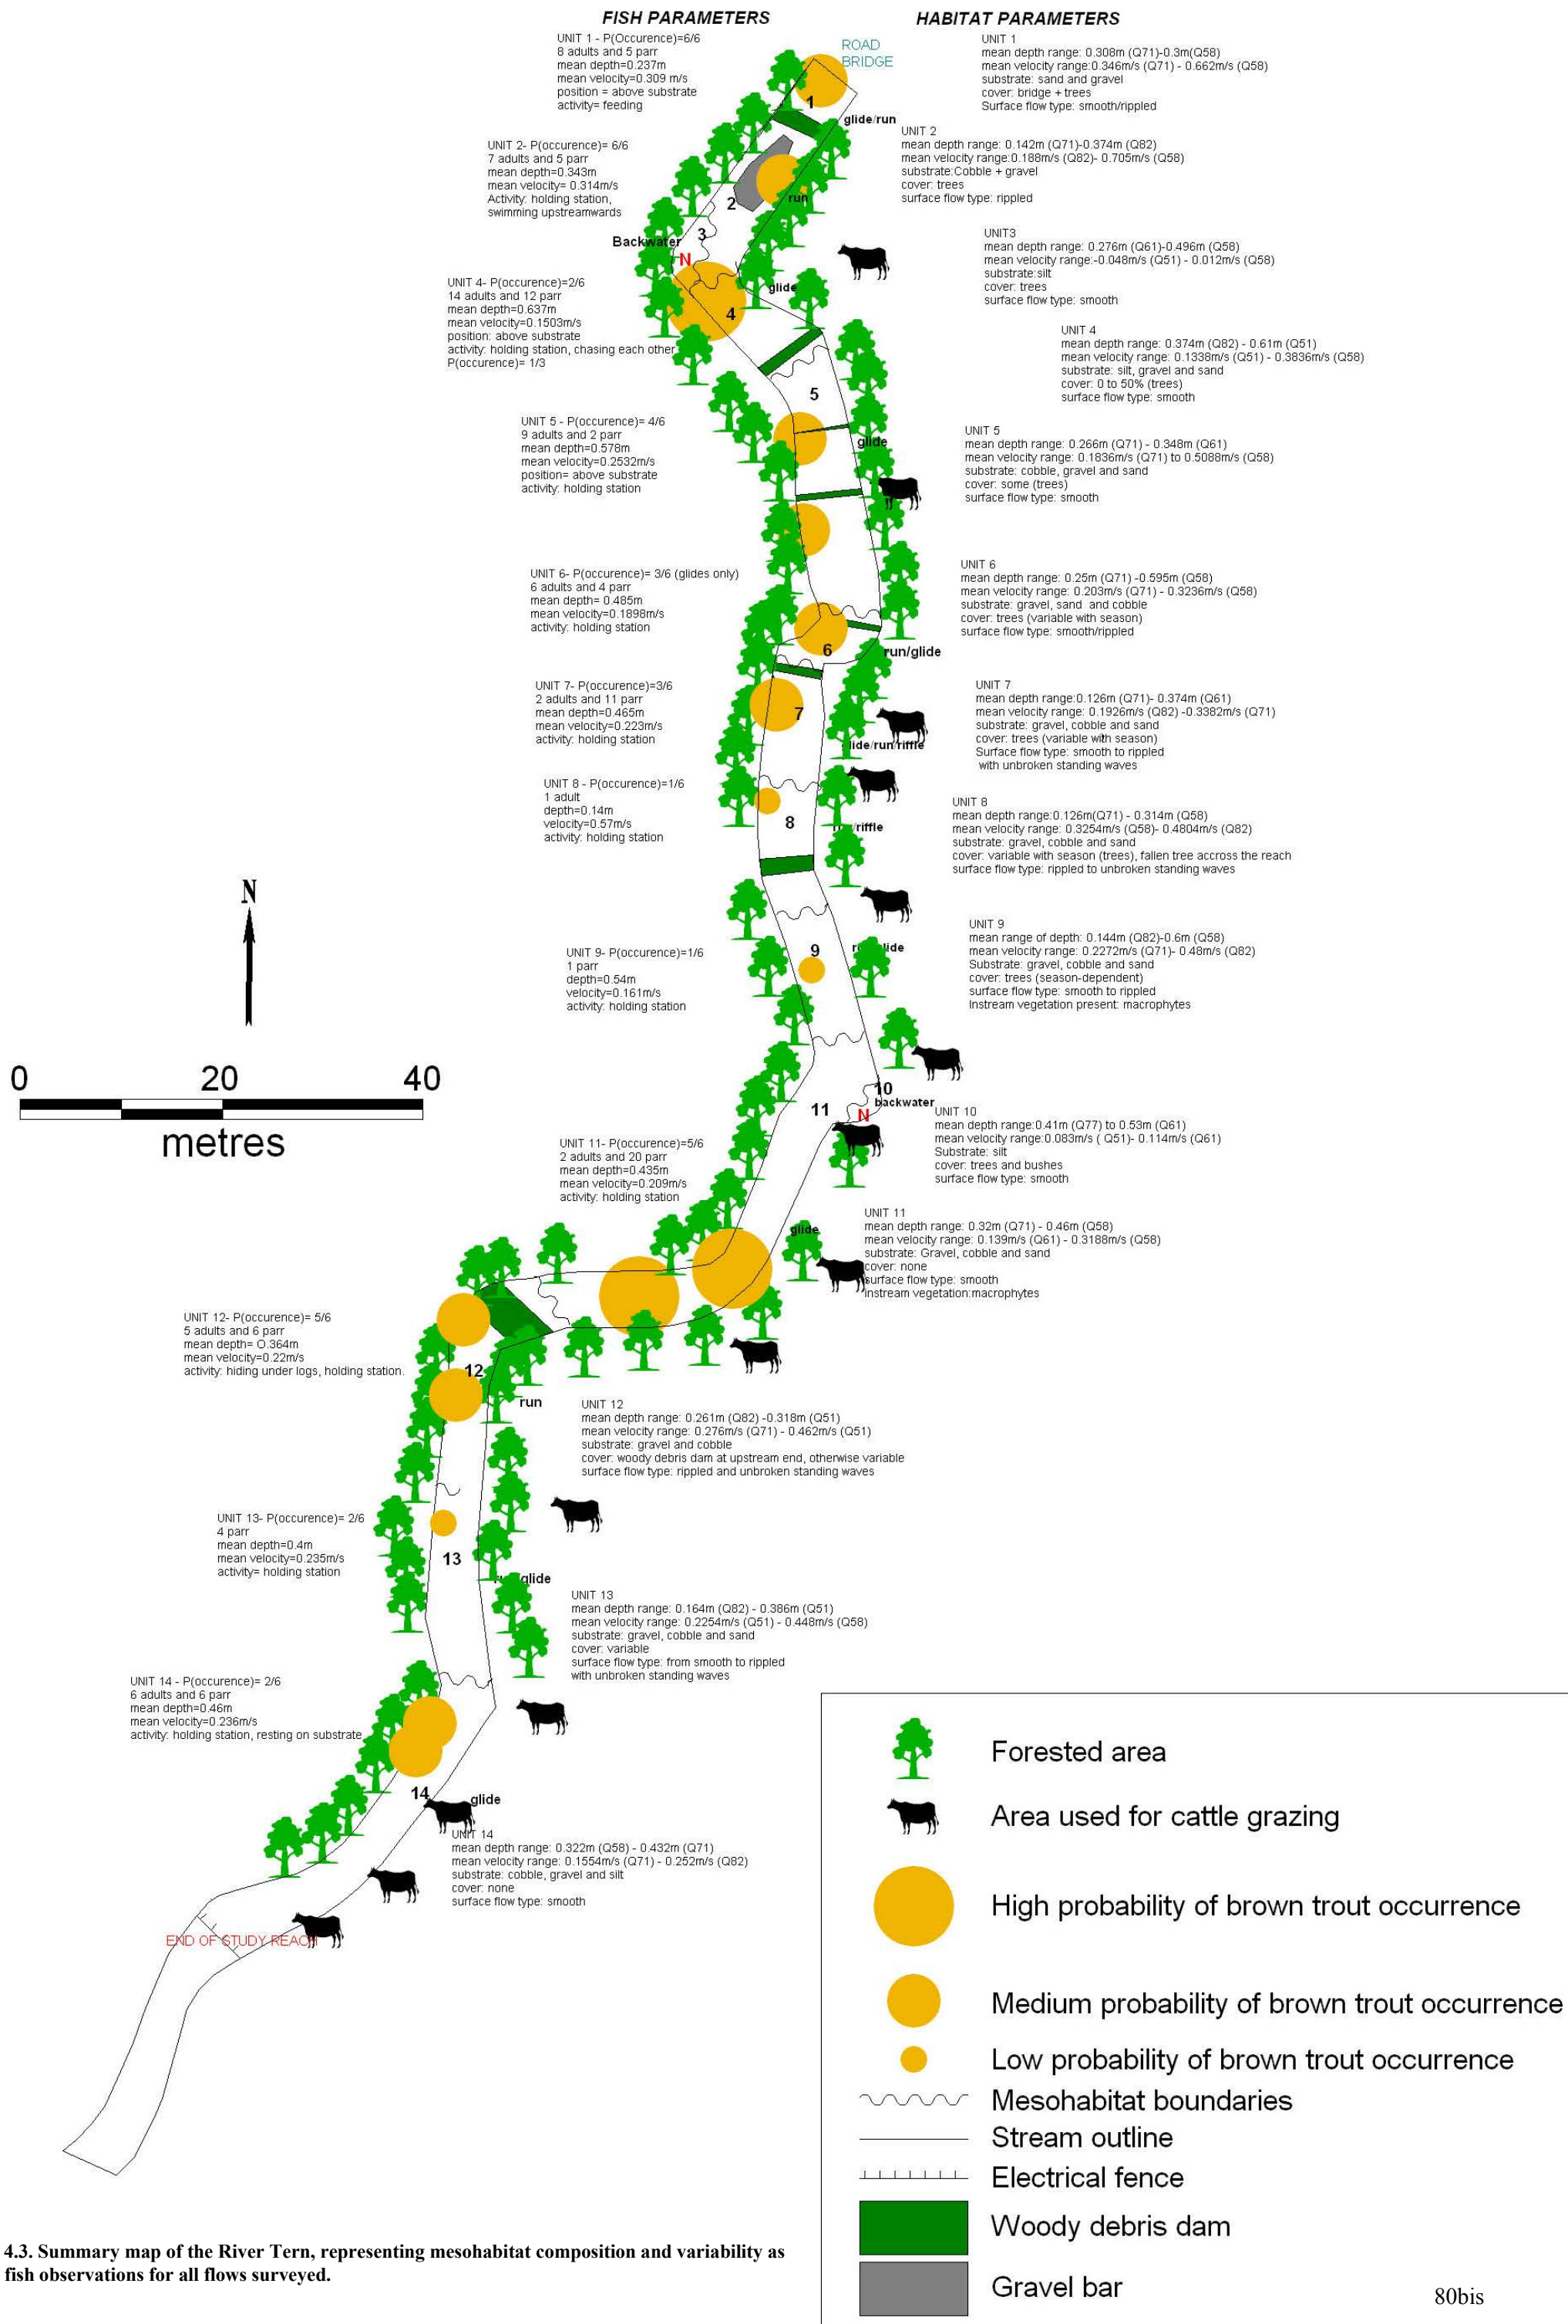 FISH PARAMETERS
HABITAT PARAMETERS
UNIT 1 - P(Occurence)=6/6
8 adults and 5 parr
mean depth=0.237m
mean velocity=0.309 m/s
position = above substrate
activity= feeding
ROAD
BRIDGE
UNIT 1
mean depth range: 0.308m (Q71)-0.3m(Q58)
mean velocity range:0.346m/s (Q71) - 0.662m/s (Q58)
substrate: sand and gravel
cover: bridge + trees
Surface flow type: smooth/rippled
1
glide/run
UNIT 2- P(occurence)= 6/6
7 adults and 5 parr
mean depth=0.343m
mean velocity= 0.314m/s
Activity: holding station,
swimming upstreamwards
UNIT 2
mean depth range: 0.142m (Q71)-0.374m (Q82)
mean velocity range:0.188m/s (Q82)- 0.705m/s (Q58)
substrate:Cobble + gravel
cover: trees
surface flow type: rippled
2
run
3
Backwater
N
UNIT3
mean depth range: 0.276m (Q61)-0.496m (Q58)
mean velocity range:-0.048m/s (Q51) - 0.012m/s (Q58)
substrate:silt
cover: trees
surface flow type: smooth
UNIT 4- P(occurence)=2/6
14 adults and 12 parr
mean depth=0.637m
mean velocity=0.1503m/s
position: above substrate
activity: holding station, chasing each other
P(occurence)= 1/3
glide
4
UNIT 4
mean depth range: 0.374m (Q82) - 0.61m (Q51)
mean velocity range: 0.1338m/s (Q51) - 0.3836m/s (Q58)
substrate: silt, gravel and sand
cover: 0 to 50% (trees)
surface flow type: smooth
5
UNIT 5 - P(occurence)= 4/6
9 adults and 2 parr
mean depth=0.578m
mean velocity=0.2532m/s
position= above substrate
activity: holding station
glide
UNIT 5
mean depth range: 0.266m (Q71) - 0.348m (Q61)
mean velocity range: 0.1836m/s (Q71) to 0.5088m/s (Q58)
substrate: cobble, gravel and sand
cover: some (trees)
surface flow type: smooth
UNIT 6- P(occurence)= 3/6 (glides only)
6 adults and 4 parr
mean depth= 0.485m
mean velocity=0.1898m/s
activity: holding station
UNIT 6
mean depth range: 0.25m (Q71) -0.595m (Q58)
mean velocity range: 0.203m/s (Q71) - 0.3236m/s (Q58)
substrate: gravel, sand and cobble
cover: trees (variable with season)
surface flow type: smooth/rippled
6
run/glide
UNIT 7- P(occurence)=3/6
2 adults and 11 parr
mean depth=0.465m
mean velocity=0.223m/s
activity: holding station
7
lide/run/riffle
UNIT 7
mean depth range:0.126m (Q71)- 0.374m (Q61)
mean velocity range: 0.1926m/s (Q82) -0.3382m/s (Q71)
substrate: gravel, cobble and sand
cover: trees (variable with season)
Surface flow type: smooth to rippled
with unbroken standing waves
UNIT 8 - P(occurence)=1/6
1 adult
depth=0.14m
velocity=0.57m/s
activity: holding station
8
/riffle
UNIT 8
mean depth range:0.126m(Q71) - 0.314m (Q58)
mean velocity range: 0.3254m/s (Q58)- 0.4804m/s (Q82)
substrate: gravel, cobble and sand
cover: variable with season (trees), fallen tree accross the reach
surface flow type: rippled to unbroken standing waves
N
UNIT 9- P(occurence)=1/6
1 parr
depth=0.54m
velocity=0.161m/s
activity: holding station
9
UNIT 9
mean range of depth: 0.144m (Q82)-0.6m (Q58)
mean velocity range: 0.2272m/s (Q71)- 0.48m/s (Q82)
Substrate: gravel, cobble and sand
cover: trees (season-dependent)
surface flow type: smooth to rippled
Instream vegetation present: macrophytes
0 20 40
metres
10
backwater
N
11
UNIT 10
mean depth range:0.41m (Q77) to 0.53m (Q61)
mean velocity range:0.083m/s ( Q51)- 0.114m/s (Q61)
Substrate: silt
cover: trees and bushes
surface flow type: smooth
UNIT 11- P(occurence)=5/6
2 adults and 20 parr
mean depth=0.435m
mean velocity=0.209m/s
activity: holding station
glide
UNIT 11
mean depth range: 0.32m (Q71) - 0.46m (Q58)
mean velocity range: 0.139m/s (Q61) - 0.3188m/s (Q58)
substrate: Gravel, cobble and sand
cover: none
surface flow type: smooth
instream vegetation:macrophytes
UNIT 12- P(occurence)= 5/6
5 adults and 6 parr
mean depth= O.364m
mean velocity=0.22m/s
activity: hiding under logs, holding station.
12
run
UNIT 12
mean depth range: 0.261m (Q82) -0.318m (Q51)
mean velocity range: 0.276m/s (Q71) - 0.462m/s (Q51)
substrate: gravel and cobble
cover: woody debris dam at upstream end, otherwise variable
surface flow type: rippled and unbroken standing waves
UNIT 13- P(occurence)= 2/6
4 parr
mean depth=0.4m
mean velocity=0.235m/s
activity= holding station
13
glide
UNIT 13
mean depth range: 0.164m (Q82) - 0.386m (Q51)
mean velocity range: 0.2254m/s (Q51) - 0.448m/s (Q58)
substrate: gravel, cobble and sand
cover: variable
surface flow type: from smooth to rippled
with unbroken standing waves
UNIT 14 - P(occurence)= 2/6
6 adults and 6 parr
mean depth=0.46m
mean velocity=0.236m/s
activity: holding station, resting on substrate
14
glide
UNIT 14
mean depth range: 0.322m (Q58) - 0.432m (Q71)
mean velocity range: 0.1554m/s (Q71) - 0.252m/s (Q82)
substrate: cobble, gravel and silt
cover: none
surface flow type: smooth
END OF STUDY REACH
Forested area
Area used for cattle grazing
High probability of brown trout occurrence
Medium probability of brown trout occurrence
Low probability of brown trout occurrence
Mesohabitat boundaries
Stream outline
Electrical fence
Woody debris dam
Gravel bar
4.3. Summary map of the River Tern, representing mesohabitat composition and variability as
fish observations for all flows surveyed.
80bis